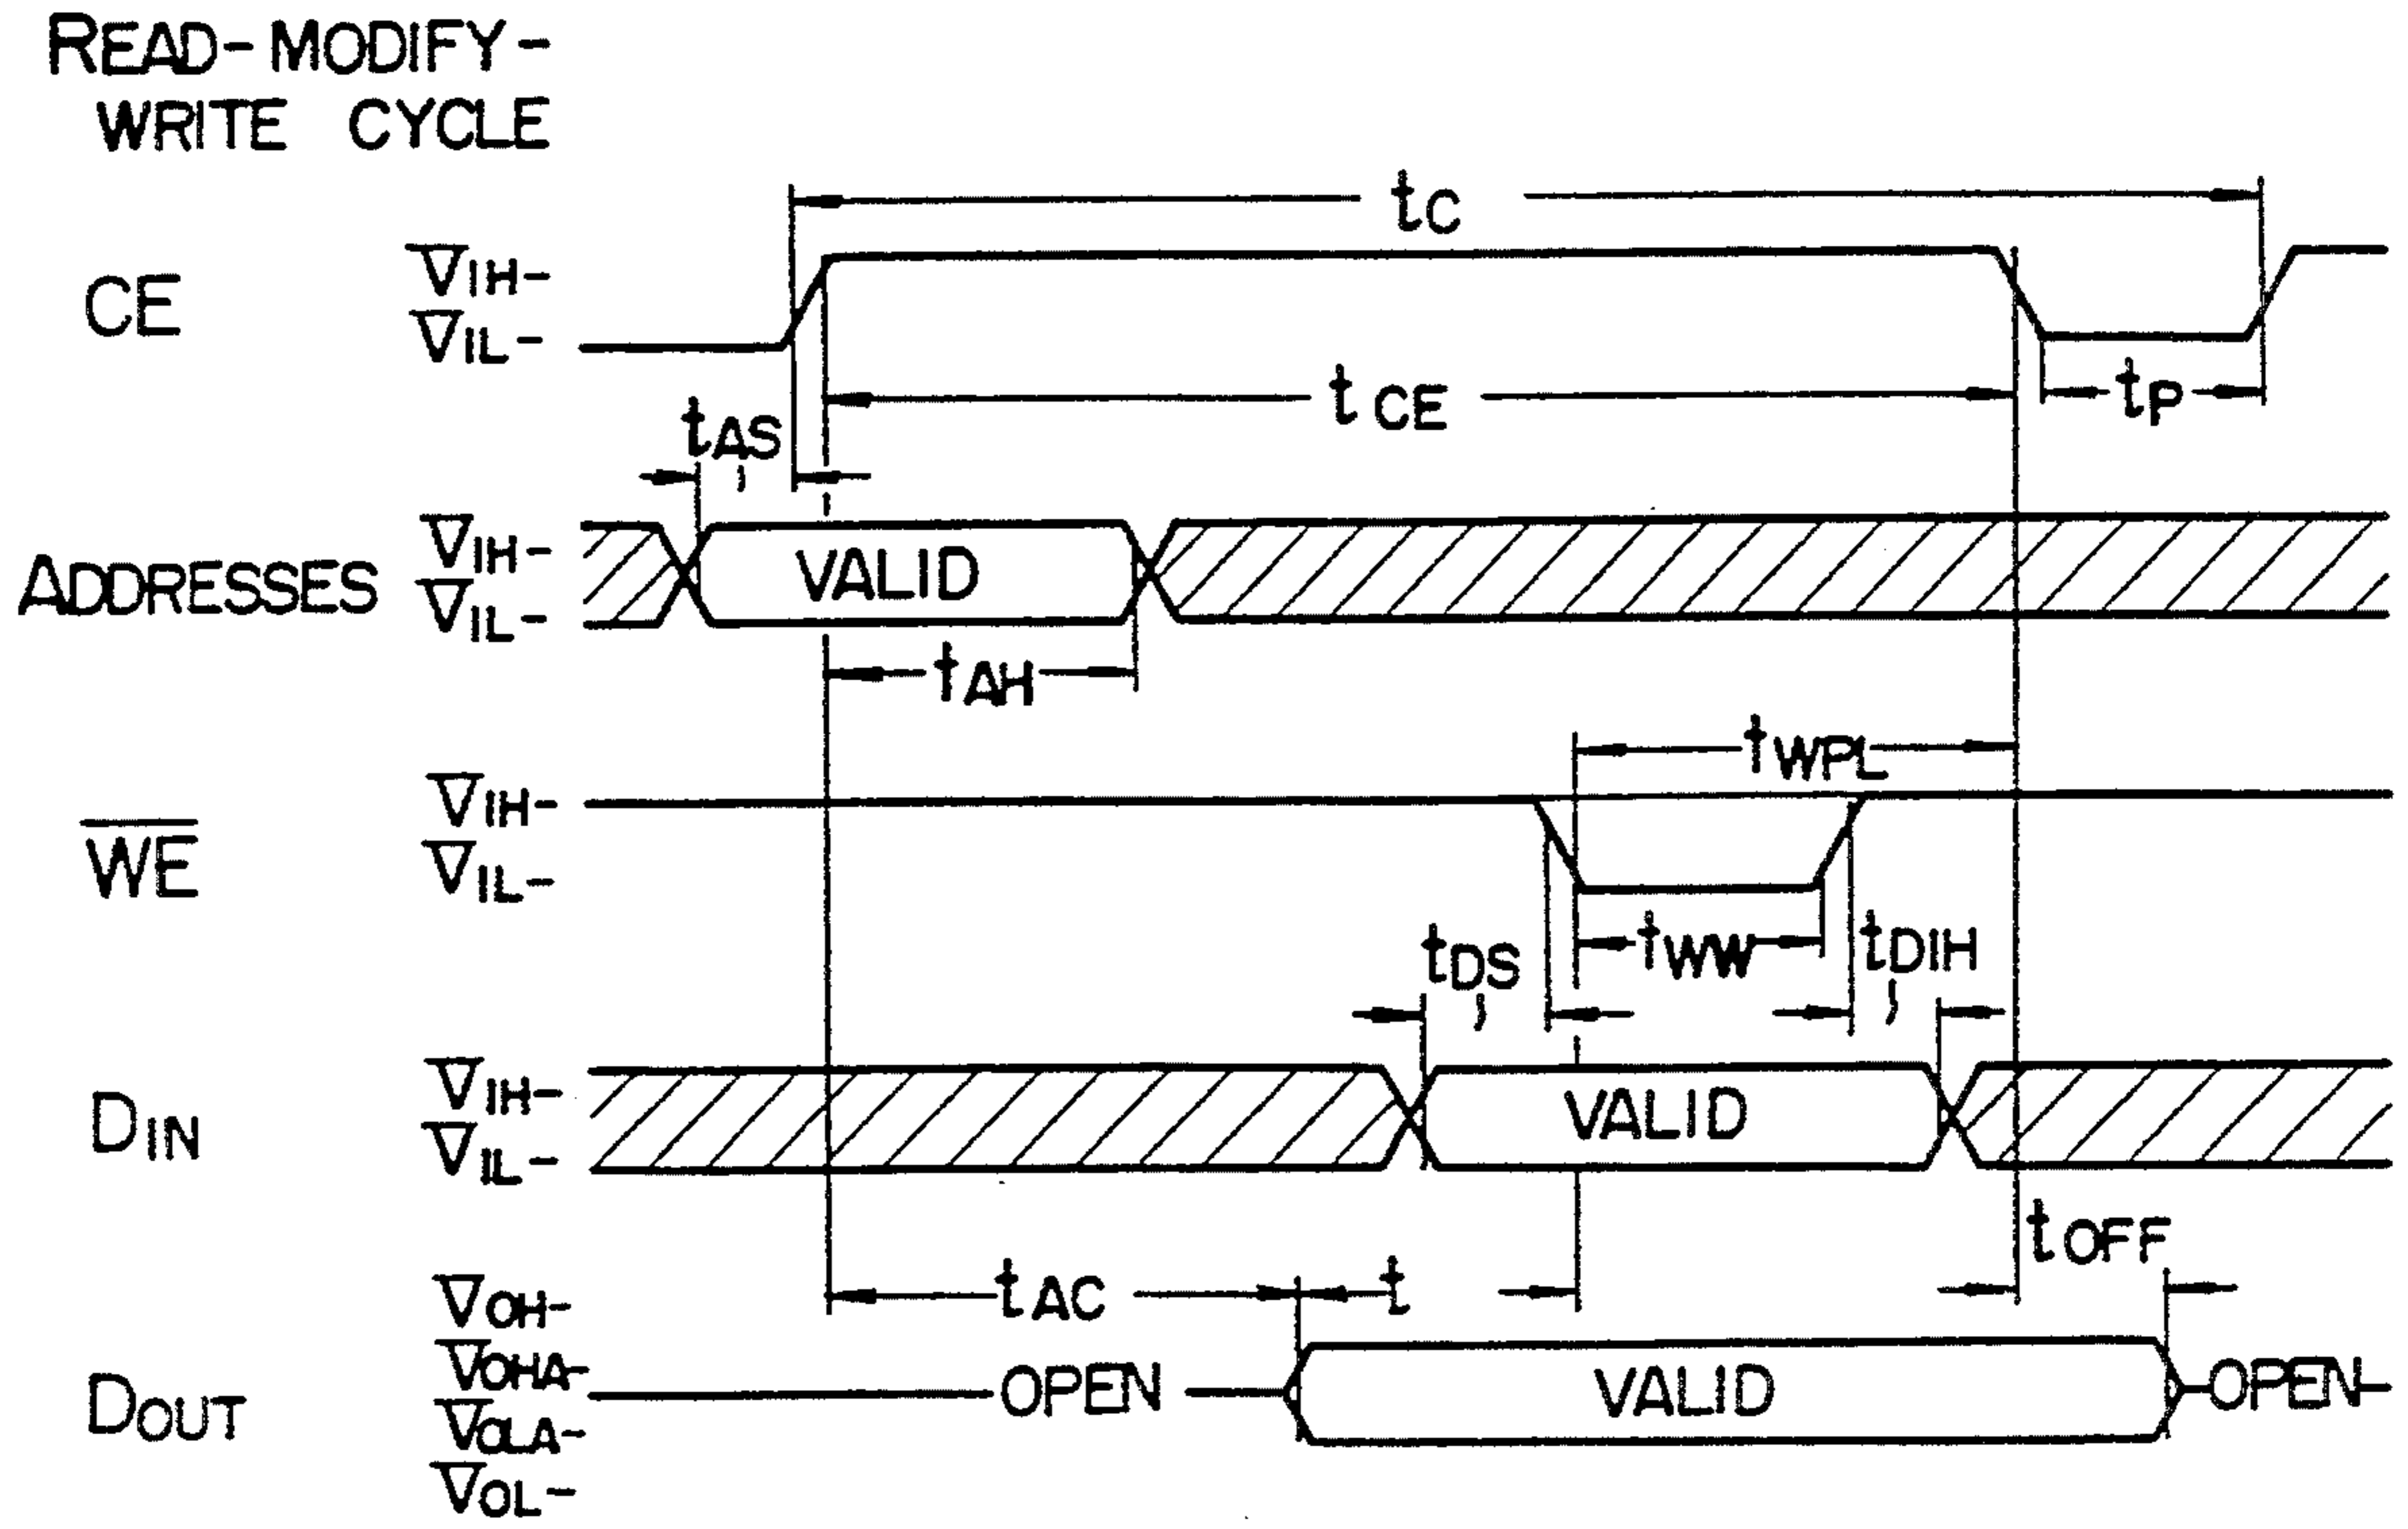 READ-MODIFY-
WRITE CYCLE
tC
CE
VIH-
VIL-
tCE
tP
tAS
ADDRESSES
VIH-
VIL-
VALID
tAH
tWPL
WE
VIH-
VIL-
tDS
tWW
tDIH
DIN
VIH-
VIL-
VALID
tOFF
tAC
t
DOUT
VOH-
VOHA-
VOLA-
VOL-
OPEN
VALID
OPEN